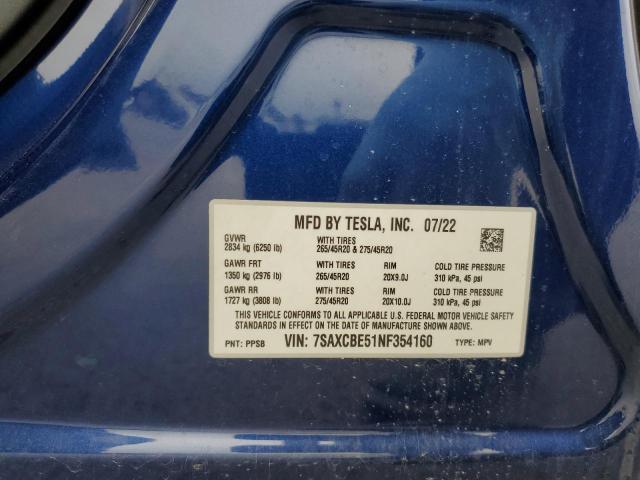 MFD BY TESLA, INC. 07/22
GVWR WITH TIRES
2834 kg (6250 lb) 265/45R20 & 275/45R20
GAWR FRT WITH TIRES RIM COLD TIRE PRESSURE
1350 kg (2976 lb) 265/45R20 20X9.0J 310 kPa, 45 psi
GAWR RR WITH TIRES RIM COLD TIRE PRESSURE
1727 kg (3808 lb) 275/45R20 20X10.0J 310 kPa, 45 psi
THIS VEHICLE CONFORMS TO ALL APPLICABLE U.S. FEDERAL MOTOR VEHICLE SAFETY
STANDARDS IN EFFECT ON THE DATE OF MANUFACTURE SHOWN ABOVE.
PNT: PPSB VIN: 7SAXCBE51NF354160 TYPE: MPV